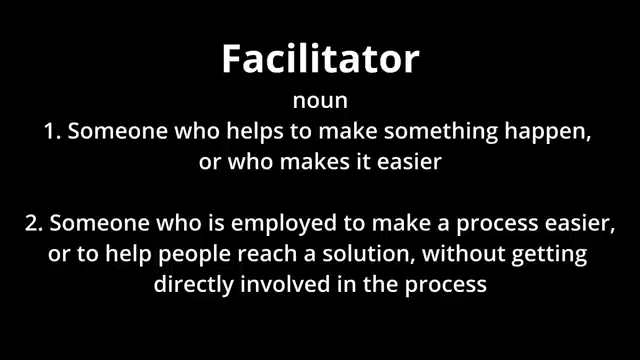 Facilitator
noun
1. Someone who helps to make something happen,
or who makes it easier
2. Someone who is employed to make a process easier,
or to help people reach a solution, without getting
directly involved in the process